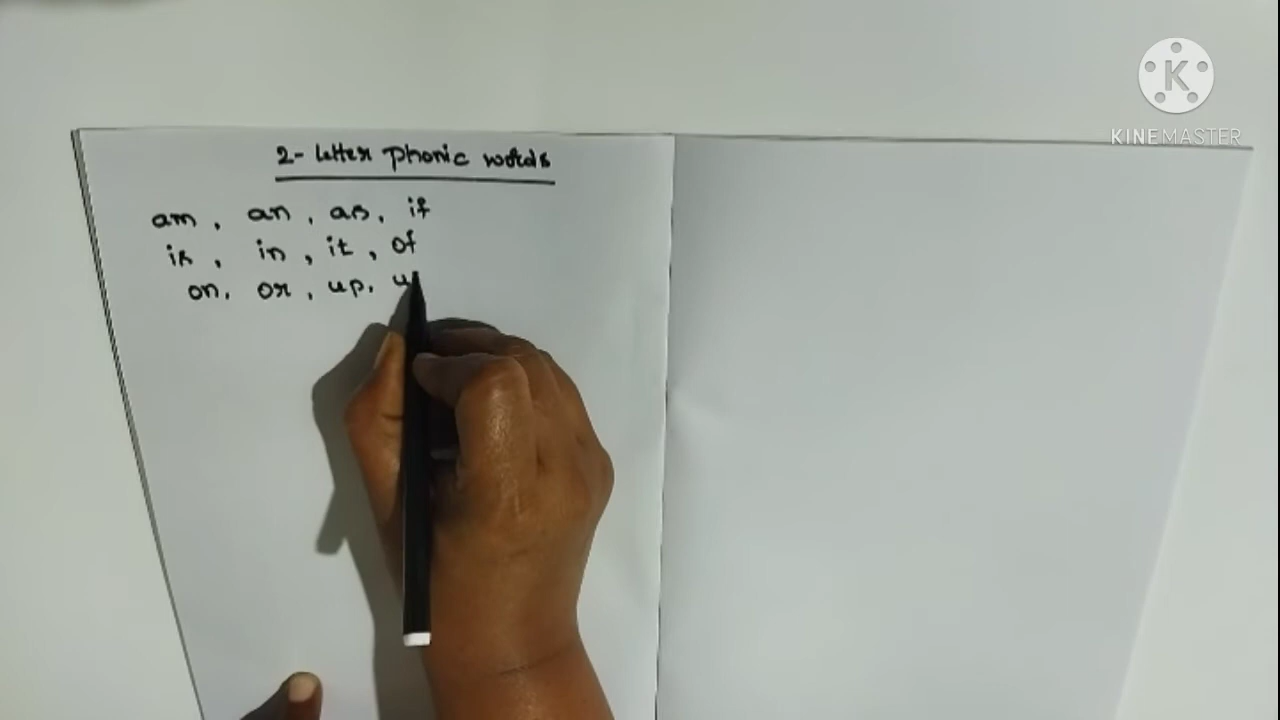 2- letter phonic words
am, an, as, if
is, in, it, of
on, or, up, u
K
KINEMASTER